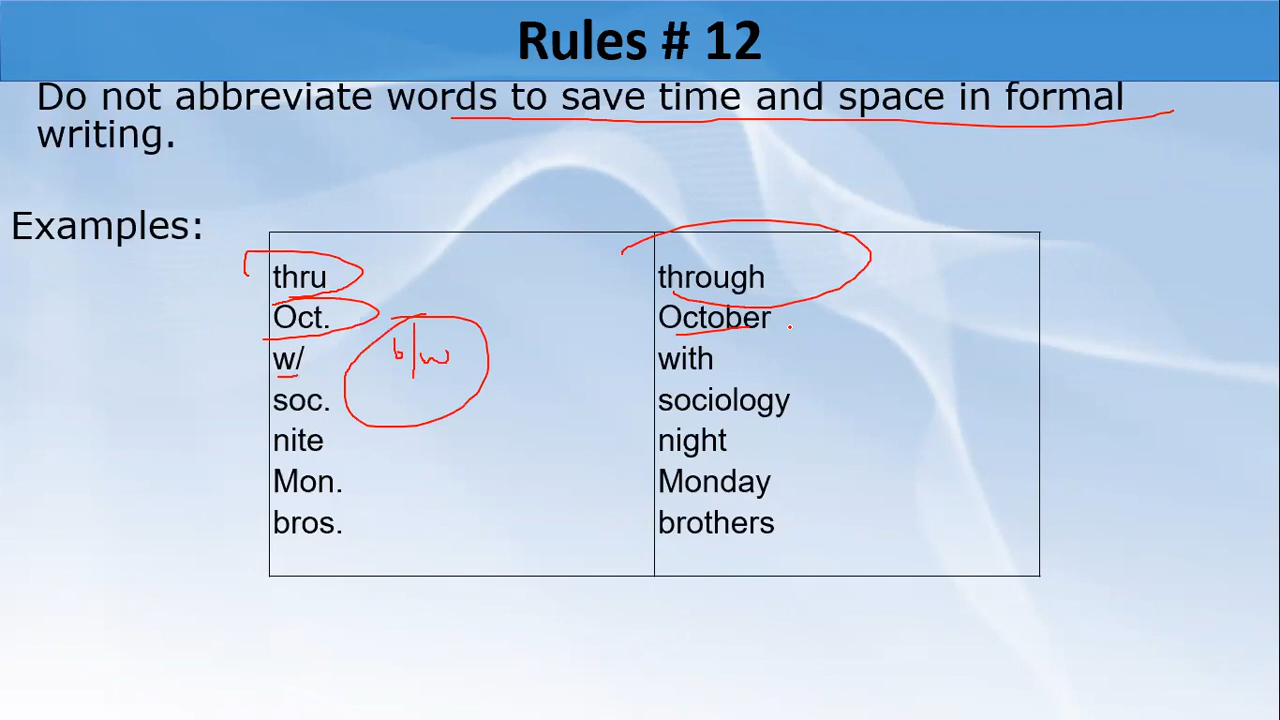 Rules # 12
Do not abbreviate words to save time and space in formal
writing.
Examples:
thru through
Oct. October
w/ b/w with
soc. sociology
nite night
Mon. Monday
bros. brothers